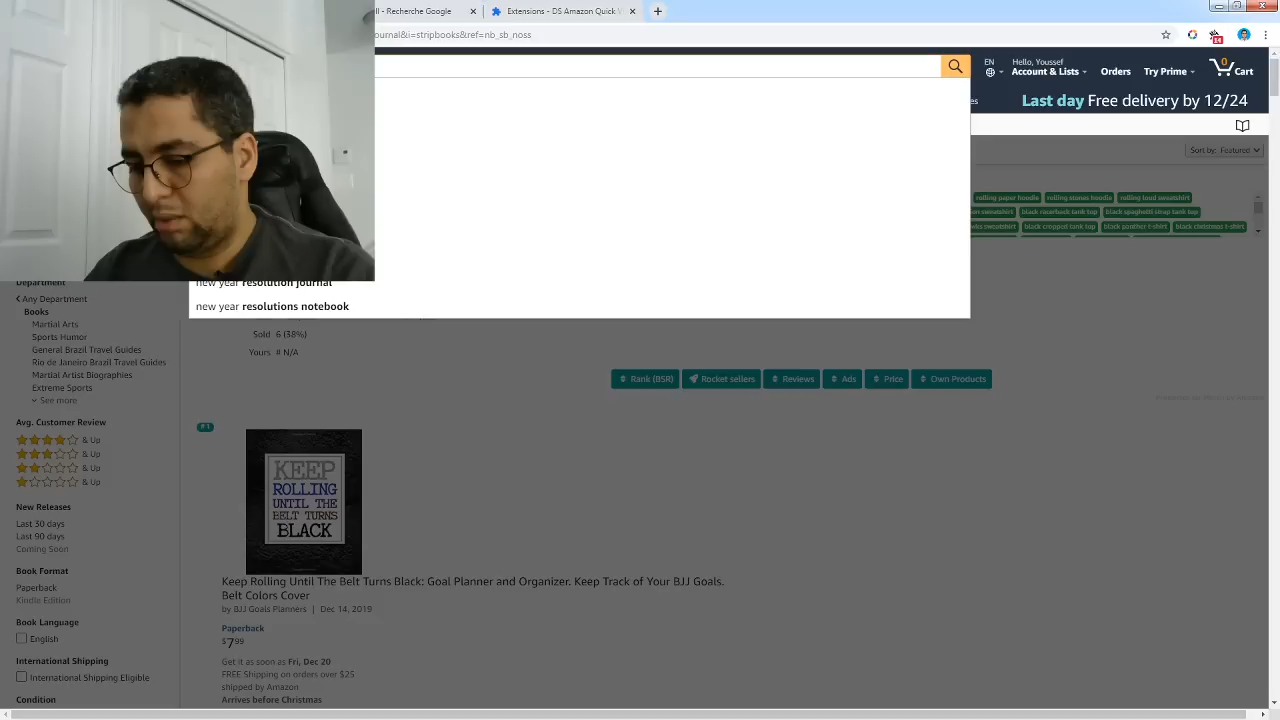 ll - Recherche Google
Extensions - DS Amazon Quick
journal&i=stripbooks&ref=nb_sb_noss
14
EN
Hello, Youssef
Account & Lists
Orders
Try Prime
0
Cart
Last day Free delivery by 12/24
Sort by: Featured
rolling paper hoodie rolling stones hoodie rolling loud sweatshirt
sweatshirt black racerback tank top black spaghetti strap tank top
sweatshirt black cropped tank top black panther t-shirt black christmas t-shirt
Department
Any Department
Books
Martial Arts
Sports Humor
General Brazil Travel Guides
Rio de Janeiro Brazil Travel Guides
Martial Artist Biographies
Extreme Sports
See more
Avg. Customer Review
& Up
& Up
& Up
& Up
New Releases
Last 30 days
Last 90 days
Coming Soon
Book Format
Paperback
Kindle Edition
Book Language
English
International Shipping
International Shipping Eligible
Condition
new year resolution journal
new year resolutions notebook
Sold 6 (38%)
Yours # N/A
Rank (BSR) Rocket sellers Reviews Ads Price Own Products
# 1
KEEP
ROLLING
UNTIL THE
BELT TURNS
BLACK
Keep Rolling Until The Belt Turns Black: Goal Planner and Organizer. Keep Track of Your BJJ Goals.
Belt Colors Cover
by BJJ Goals Planners | Dec 14, 2019
Paperback
$7 99
Get it as soon as Fri, Dec 20
FREE Shipping on orders over $25
shipped by Amazon
Arrives before Christmas